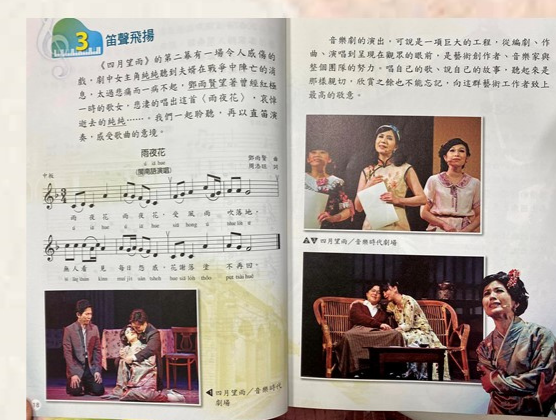 3 笛聲飛揚
《四月望雨》的第二幕有一場令人感傷的
戲。劇中女主角純純聽到夫婿在戰爭中陣亡的消
息,太過悲痛而一病不起,鄧雨賢望著曾經紅極
一時的歌女,悲淒的唱出這首〈雨夜花〉,哀悼
逝去的純純⋯⋯。我們一起聆聽,再以直笛演
奏,感受歌曲的意境。
雨夜花
(閩南語演唱)
鄧雨賢 曲
周添旺 詞
中板
雨 夜 花 雨 夜 花 受 風 雨 吹落地,
無人看 見 每日怨 感,花謝落 塗 不再回。
四月望雨/音樂時代
劇場
音樂劇的演出,可說是一項巨大的工程,從編劇、作
曲、演唱到呈現在觀眾的眼前,是藝術創作者、音樂家與
整個團隊的努力。唱自己的歌、說自己的故事,聽起來是
那樣親切,欣賞之餘也不能忘記,向這群藝術工作者致上
最高的敬意。
四月望雨/音樂時代劇場